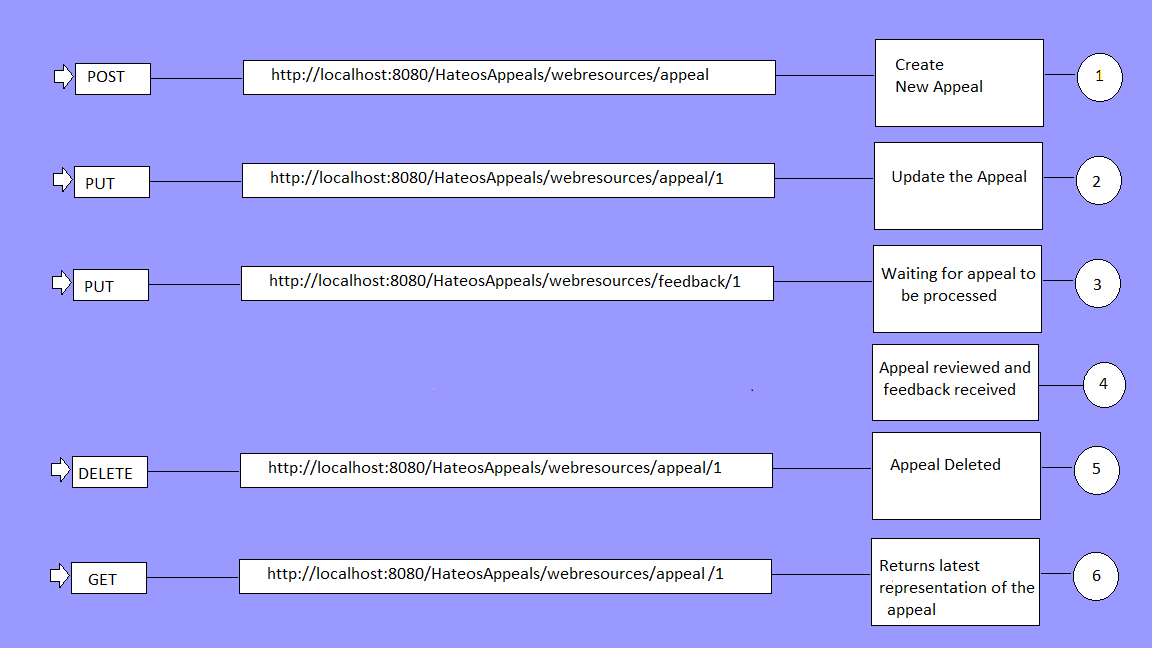 POST http://localhost:8080/HateosAppeals/webresources/appeal Create
New Appeal 1
PUT http://localhost:8080/HateosAppeals/webresources/appeal/1 Update the Appeal 2
PUT http://localhost:8080/HateosAppeals/webresources/feedback/1 Waiting for appeal to
be processed 3
Appeal reviewed and
feedback received 4
DELETE http://localhost:8080/HateosAppeals/webresources/appeal/1 Appeal Deleted 5
GET http://localhost:8080/HateosAppeals/webresources/appeal /1 Returns latest
representation of the
appeal 6